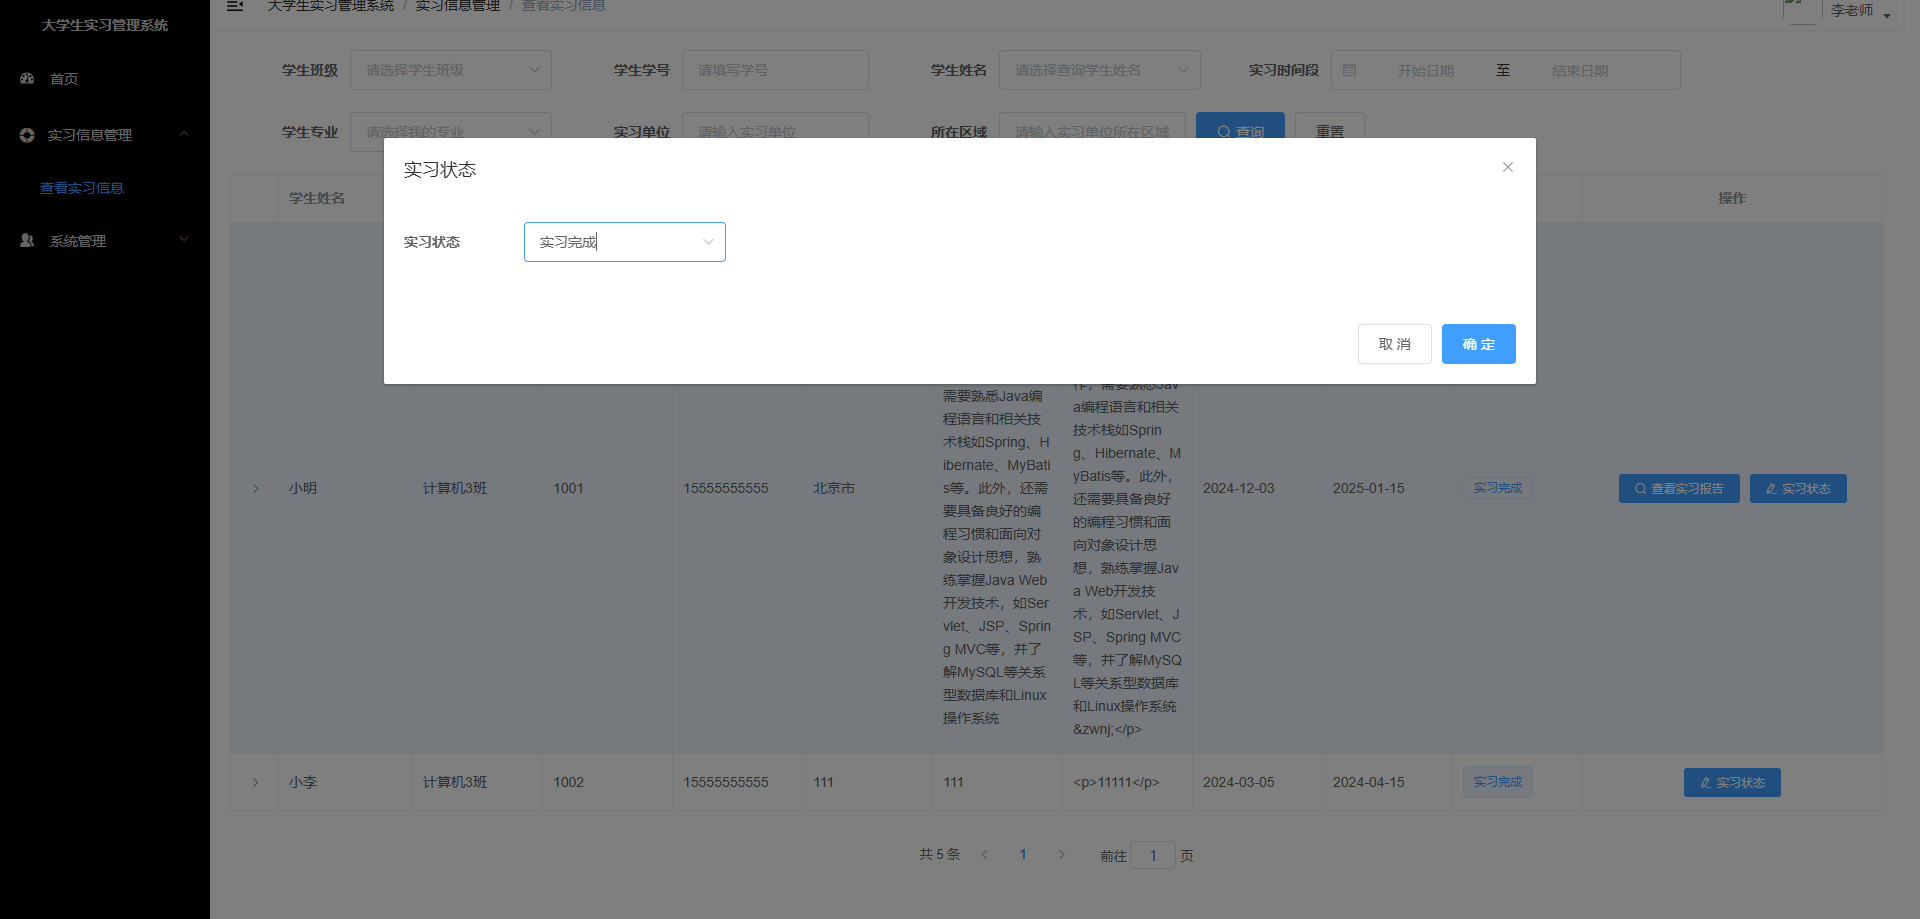 大学生实习管理系统
首页
实习信息管理
查看实习信息
系统管理
大学生实习管理系统 / 实习信息管理 / 查看实习信息
李老师
学生班级 请选择学生班级 学生学号 请填写学号 学生姓名 请选择查询学生姓名 实习时间段 开始日期 至 结束日期
学生专业 请选择我的专业 实习单位 请输入实习单位 所在区域 请输入实习单位所在区域 查询 重置
实习状态
实习状态 实习完成
取 消 确 定
学生姓名 操作
小明 计算机3班 1001 15555555555 北京市
需要熟悉Java编
程语言和相关技
术栈如Spring、H
ibernate、MyBati
s等。此外，还需
要具备良好的编
程习惯和面向对
象设计思想，熟
练掌握Java Web
开发技术，如Ser
vlet、JSP、Sprin
g MVC等，并了
解MySQL等关系
型数据库和Linux
操作系统
作，需要熟悉Jav
a编程语言和相关
技术栈如Sprin
g、Hibernate、M
yBatis等。此外，
还需要具备良好
的编程习惯和面
向对象设计思
想，熟练掌握Jav
a Web开发技
术，如Servlet、J
SP、Spring MVC
等，并了解MySQ
L等关系型数据库
和Linux操作系统
&zwnj;</p>
2024-12-03 2025-01-15 实习完成 查看实习报告 实习状态
小李 计算机3班 1002 15555555555 111 111 <p>11111</p> 2024-03-05 2024-04-15 实习完成 实习状态
共 5 条 1 前往 1 页